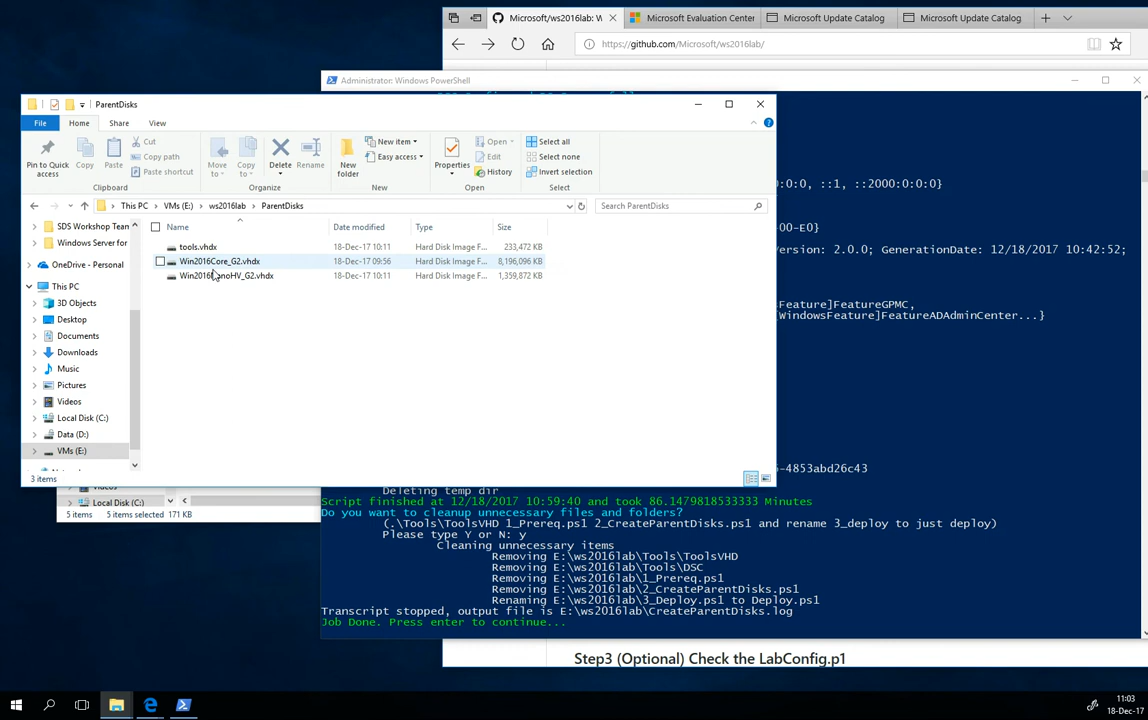 Microsoft/ws2016lab: W
Microsoft Evaluation Center
Microsoft Update Catalog
Microsoft Update Catalog
https://github.com/Microsoft/ws2016lab/
Administrator: Windows PowerShell
ParentDisks
File
Home
Share
View
Pin to Quick
access
Copy
Paste
Cut
Copy path
Paste shortcut
Move
to
Copy
to
Delete
Rename
New
folder
New item
Easy access
Properties
Open
Edit
History
Select all
Select none
Invert selection
Clipboard
Organize
New
Open
Select
This PC
VMs (E:)
ws2016lab
ParentDisks
Search ParentDisks
SDS Workshop Team
Windows Server for
OneDrive - Personal
This PC
3D Objects
Desktop
Documents
Downloads
Music
Pictures
Videos
Local Disk (C:)
Data (D:)
VMs (E:)
Name
Date modified
Type
Size
tools.vhdx 18-Dec-17 10:11 Hard Disk Image F... 233,472 KB
Win2016Core_G2.vhdx 18-Dec-17 09:56 Hard Disk Image F... 8,196,096 KB
18-Dec-17 10:11 Hard Disk Image F... 1,359,872 KB
3 items
Local Disk (C:)
5 items 5 items selected 171 KB
:0:0:0, ::1, ::2000:0:0:0}
00-E0}
ersion: 2.0.0; GenerationDate: 12/18/2017 10:42:52;
WindowsFeature]FeatureGPMC,
WindowsFeature]FeatureADAdminCenter...}
-4853abd26c43
Deleting temp dir
Script finished at 12/18/2017 10:59:40 and took 86.1479818533333 Minutes
Do you want to cleanup unnecessary files and folders?
(.\Tools\ToolsVHD 1_Prereq.ps1 2_CreateParentDisks.ps1 and rename 3_deploy to just deploy)
Please type Y or N: y
Cleaning unnecessary items
Removing E:\ws2016lab\Tools\ToolsVHD
Removing E:\ws2016lab\Tools\DSC
Removing E:\ws2016lab\1_Prereq.ps1
Removing E:\ws2016lab\2_CreateParentDisks.ps1
Renaming E:\ws2016lab\3_Deploy.ps1 to Deploy.ps1
Transcript stopped, output file is E:\ws2016lab\CreateParentDisks.log
Job Done. Press enter to continue...
Step3 (Optional) Check the LabConfig.p1
11:03
18-Dec-17